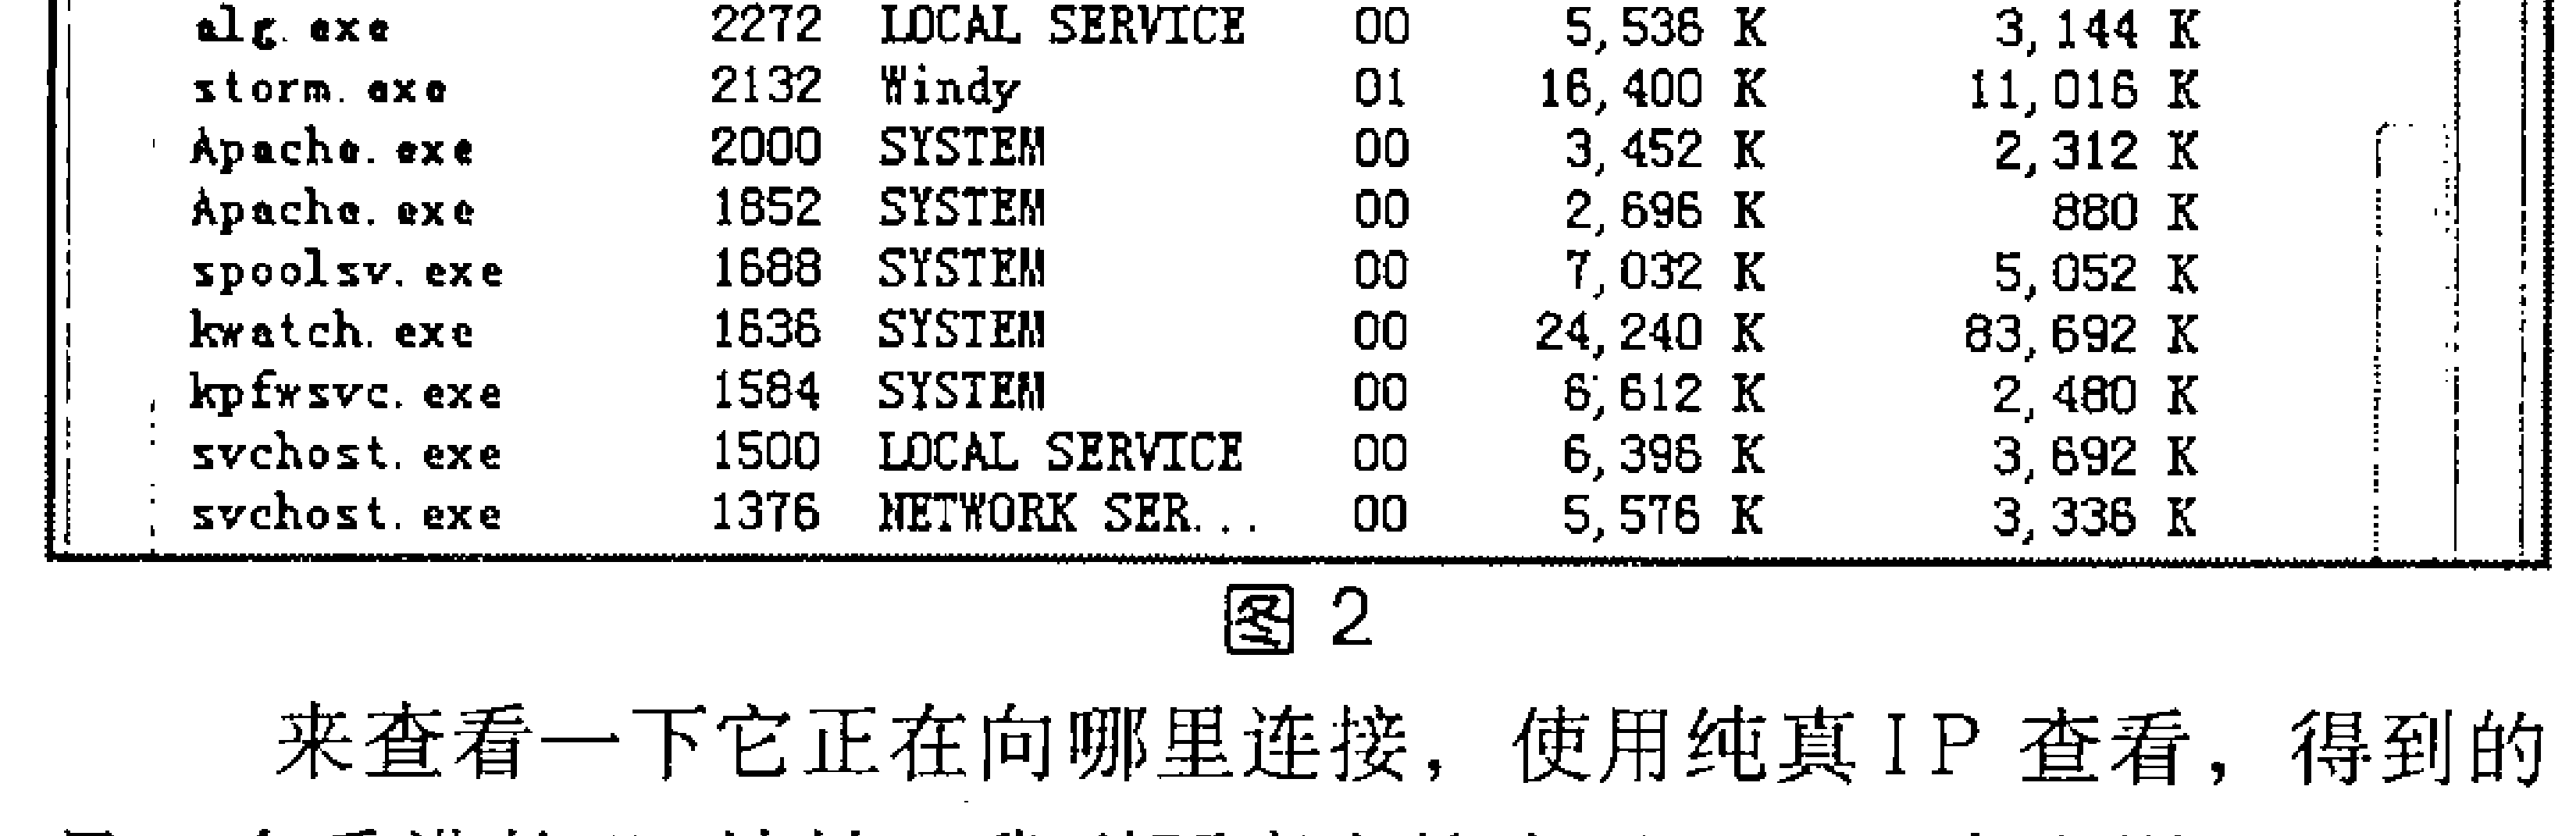 alg.exe 2272 LOCAL SERVICE 00 5,536 K 3,144 K
storm.exe 2132 Windy 01 16,400 K 11,016 K
Apache.exe 2000 SYSTEM 00 3,452 K 2,312 K
Apache.exe 1852 SYSTEM 00 2,696 K 880 K
spoolsv.exe 1688 SYSTEM 00 7,032 K 5,052 K
kwatch.exe 1636 SYSTEM 00 24,240 K 83,692 K
kpfwsvc.exe 1584 SYSTEM 00 6,612 K 2,480 K
svchost.exe 1500 LOCAL SERVICE 00 6,396 K 3,692 K
svchost.exe 1376 NETWORK SER... 00 5,576 K 3,336 K
图 2
来查看一下它正在向哪里连接，使用纯真IP 查看，得到的